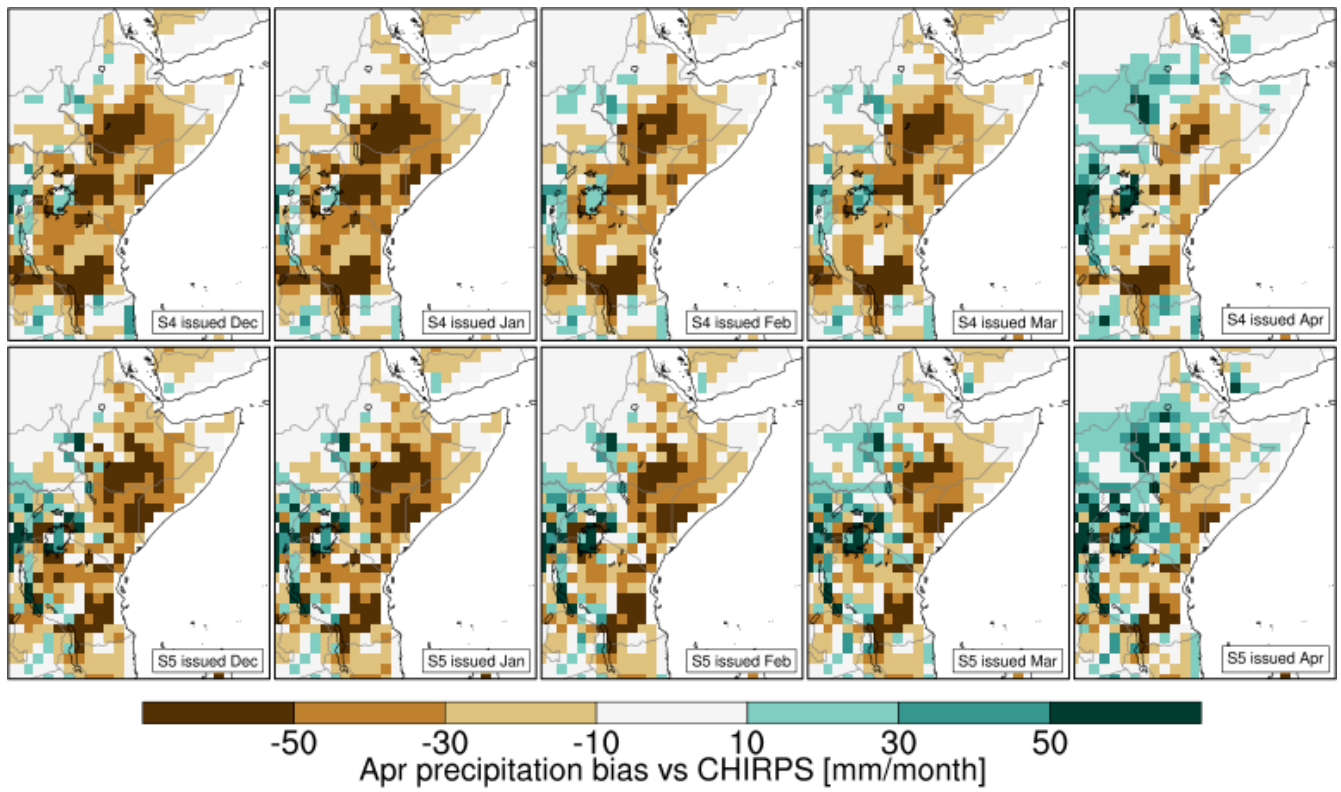 S4 issued Dec
S4 issued Jan
S4 issued Feb
S4 issued Mar
S4 issued Apr
S5 issued Dec
S5 issued Jan
S5 issued Feb
S5 issued Mar
S5 issued Apr
-50 -30 -10 10 30 50
Apr precipitation bias vs CHIRPS [mm/month]